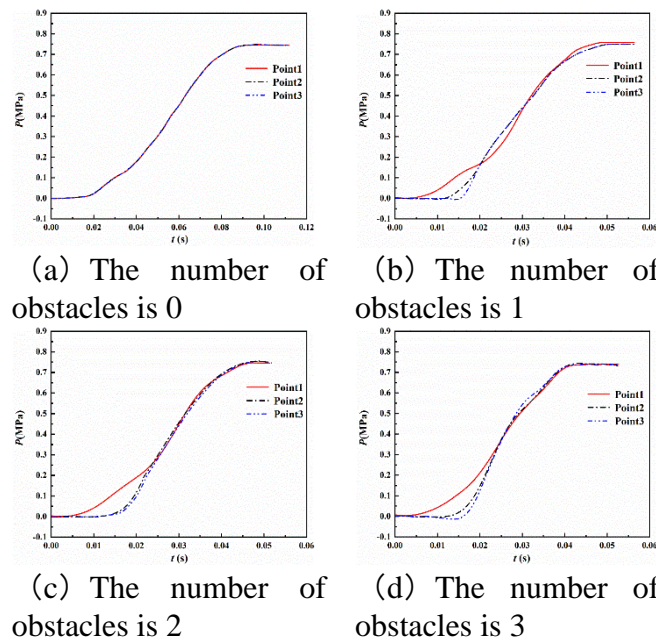 0.9
0.8
0.7
0.6
0.5
0.4
0.3
0.2
0.1
0.0
-0.1
P(MPa)
Point1
Point2
Point3
0.00 0.02 0.04 0.06 0.08 0.10 0.12
t (s)
(a) The number of
obstacles is 0
0.9
0.8
0.7
0.6
0.5
0.4
0.3
0.2
0.1
0.0
-0.1
P(MPa)
Point1
Point2
Point3
0.00 0.01 0.02 0.03 0.04 0.05 0.06
t (s)
(b) The number of
obstacles is 1
0.9
0.8
0.7
0.6
0.5
0.4
0.3
0.2
0.1
0.0
-0.1
P(MPa)
Point1
Point2
Point3
0.00 0.01 0.02 0.03 0.04 0.05 0.06
t (s)
(c) The number of
obstacles is 2
0.9
0.8
0.7
0.6
0.5
0.4
0.3
0.2
0.1
0.0
-0.1
P(MPa)
Point1
Point2
Point3
0.00 0.01 0.02 0.03 0.04 0.05 0.06
t (s)
(d) The number of
obstacles is 3